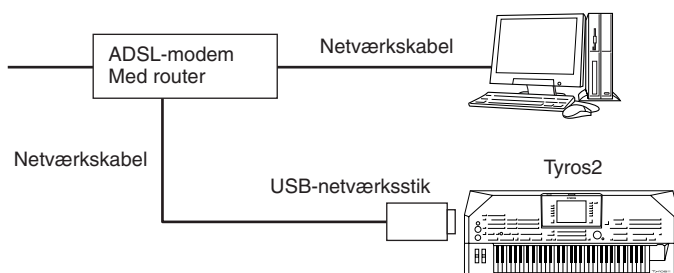 ADSL-modem
Med router
Netværkskabel
Netværkskabel
USB-netværksstik
Tyros2